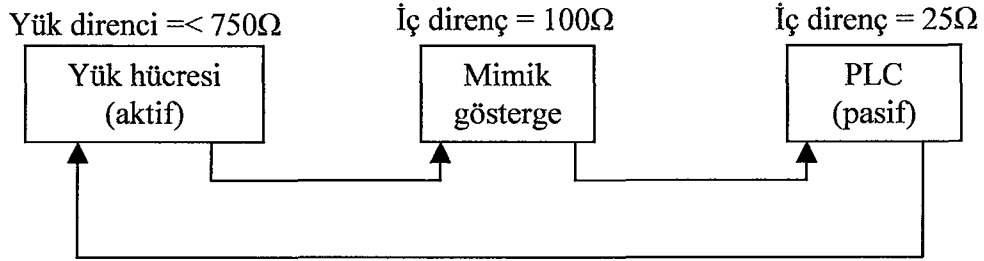 Yük direnci =< 750Ω
İç direnç = 100Ω
İç direnç = 25Ω
Yük hücresi
(aktif)
Mimik
gösterge
PLC
(pasif)